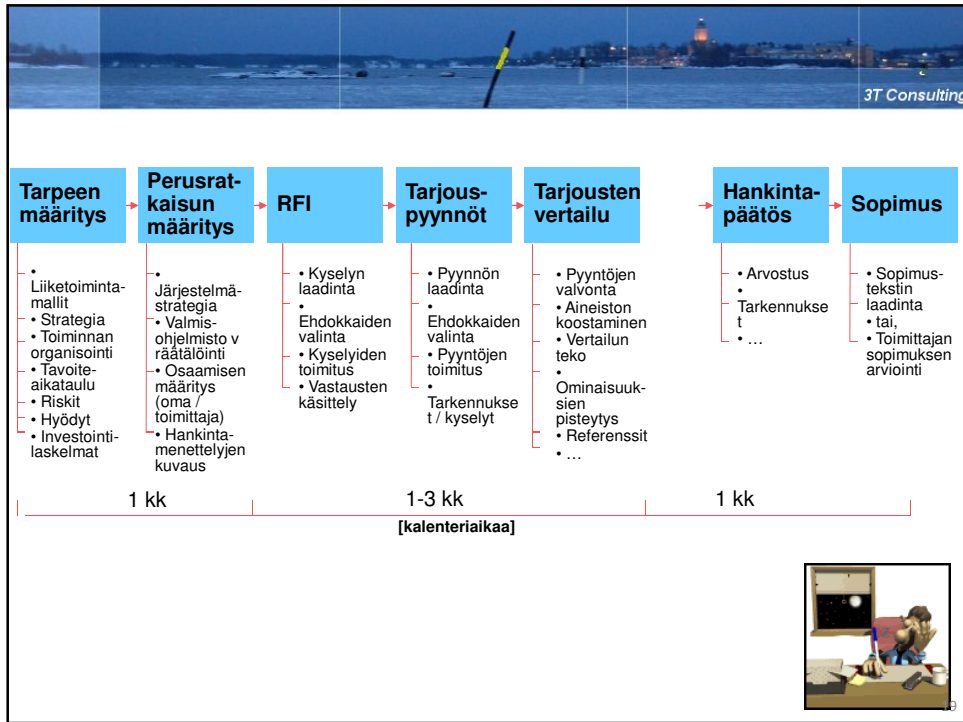 3T Consulting
Tarpeen
määritys
Perusrat-
kaisun
määritys
RFI
Tarjous-
pyynnöt
Tarjousten
vertailu
Hankinta-
päätös
Sopimus
•
Liiketoiminta-
mallit
• Strategia
• Toiminnan
organisointi
• Tavoite-
aikataulu
• Riskit
• Hyödyt
• Investointi-
laskelmat
•
Järjestelmä-
strategia
• Valmis-
ohjelmisto v
räätälöinti
• Osaamisen
määritys
(oma /
toimittaja)
• Hankinta-
menettelyjen
kuvaus
• Kyselyn
laadinta
•
Ehdokkaiden
valinta
• Kyselyiden
toimitus
• Vastausten
käsittely
• Pyynnön
laadinta
•
Ehdokkaiden
valinta
• Pyyntöjen
toimitus
•
Tarkennukse
t / kyselyt
• Pyyntöjen
valvonta
• Aineiston
koostaminen
• Vertailun
teko
•
Ominaisuuk-
sien
pisteytys
• Referenssit
• …
• Arvostus
•
Tarkennukse
t
• …
• Sopimus-
tekstin
laadinta
• tai,
• Toimittajan
sopimuksen
arviointi
1 kk
1-3 kk
1 kk
[kalenteriaikaa]